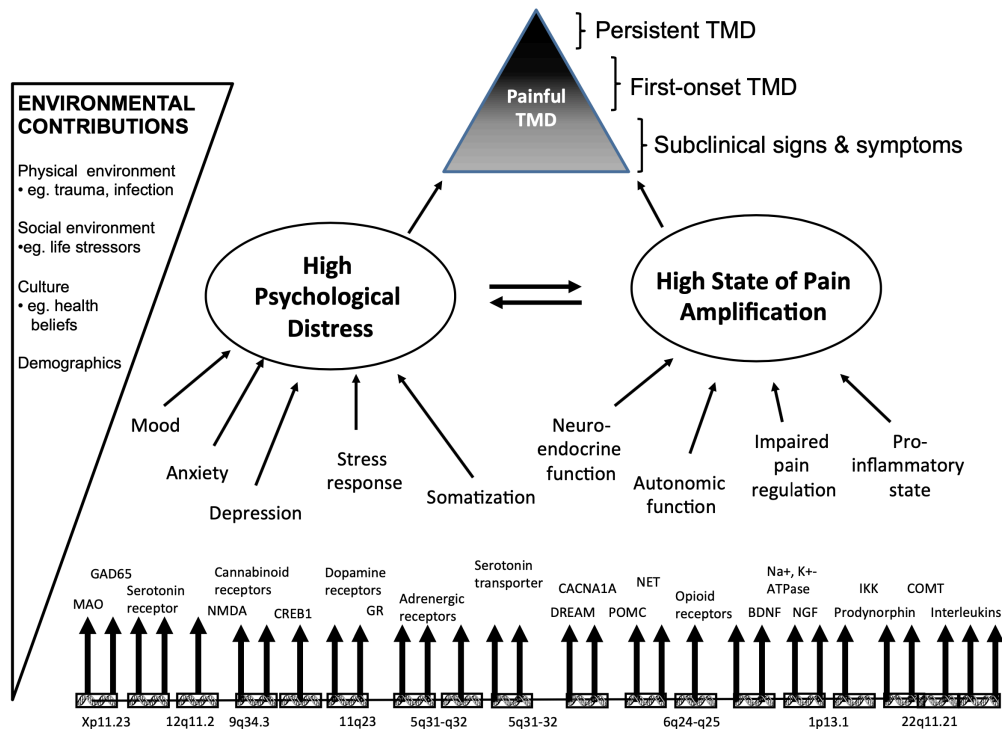 Persistent TMD
First-onset TMD
Subclinical signs & symptoms
Painful
TMD
ENVIRONMENTAL
CONTRIBUTIONS
Physical environment
• eg. trauma, infection
Social environment
•eg. life stressors
Culture
• eg. health
beliefs
Demographics
High
Psychological
Distress
High State of Pain
Amplification
Mood
Anxiety
Depression
Stress
response
Somatization
Neuro-
endocrine
function
Autonomic
function
Impaired
pain
regulation
Pro-
inflammatory
state
MAO
GAD65
Serotonin
receptor
Cannabinoid
receptors
NMDA
CREB1
Dopamine
receptors
GR
Adrenergic
receptors
Serotonin
transporter
CACNA1A
DREAM
POMC
NET
Opioid
receptors
Na+, K+-
ATPase
BDNF
NGF
IKK
Prodynorphin
COMT
Interleukins
Xp11.23
12q11.2
9q34.3
11q23
5q31-q32
5q31-32
6q24-q25
1p13.1
22q11.21